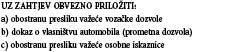 UZ ZAHTJEV OBVEZNO PRILOŽITI:
a) obostranu presliku važeće vozačke dozvole
b) dokaz o vlasništvu automobila (prometna dozvola)
c) obostranu presliku važeće osobne iskaznice